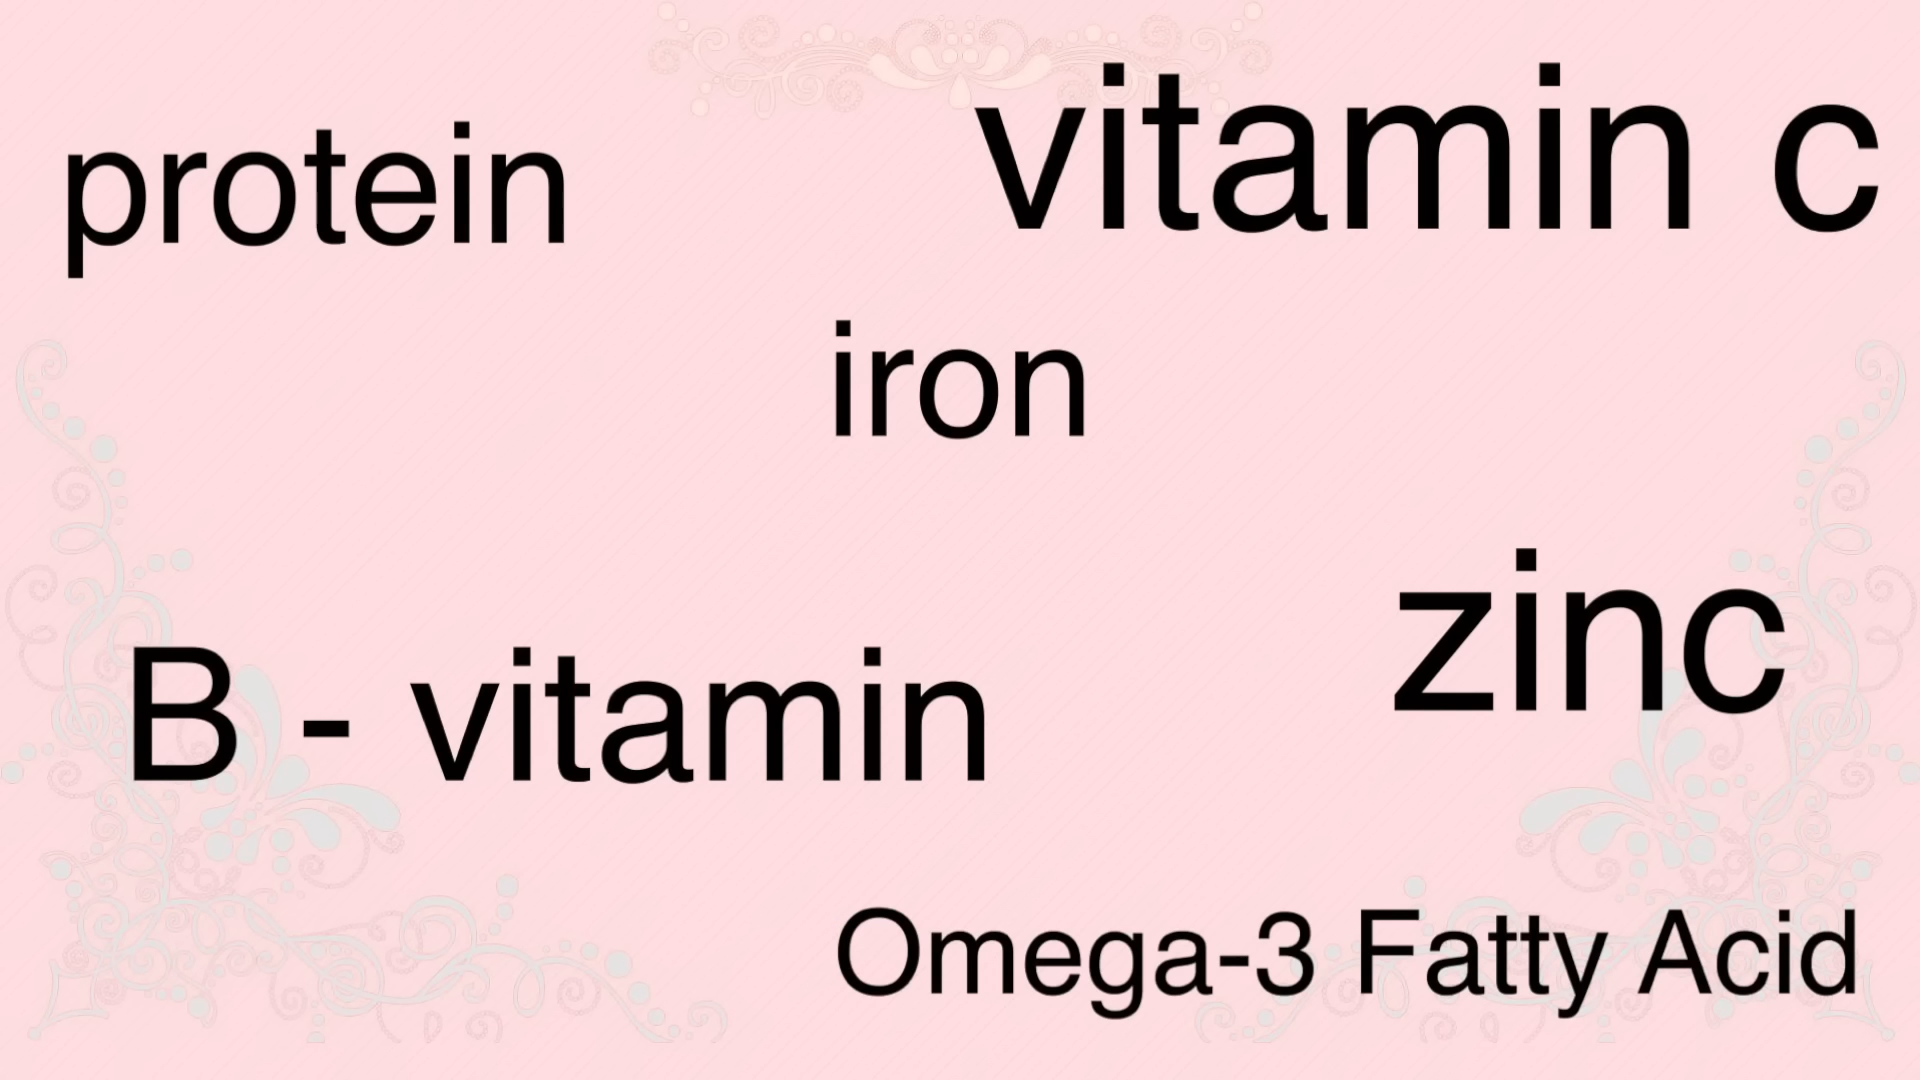 protein
vitamin c
iron
zinc
B - vitamin
Omega-3 Fatty Acid